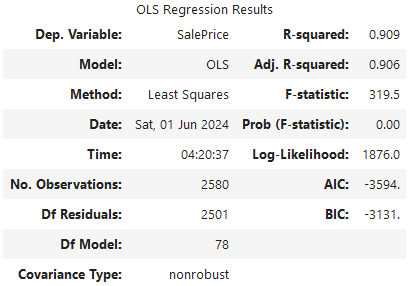 OLS Regression Results
Dep. Variable: SalePrice R-squared: 0.909
Model: OLS Adj. R-squared: 0.906
Method: Least Squares F-statistic: 319.5
Date: Sat, 01 Jun 2024 Prob (F-statistic): 0.00
Time: 04:20:37 Log-Likelihood: 1876.0
No. Observations: 2580 AIC: -3594.
Df Residuals: 2501 BIC: -3131.
Df Model: 78
Covariance Type: nonrobust